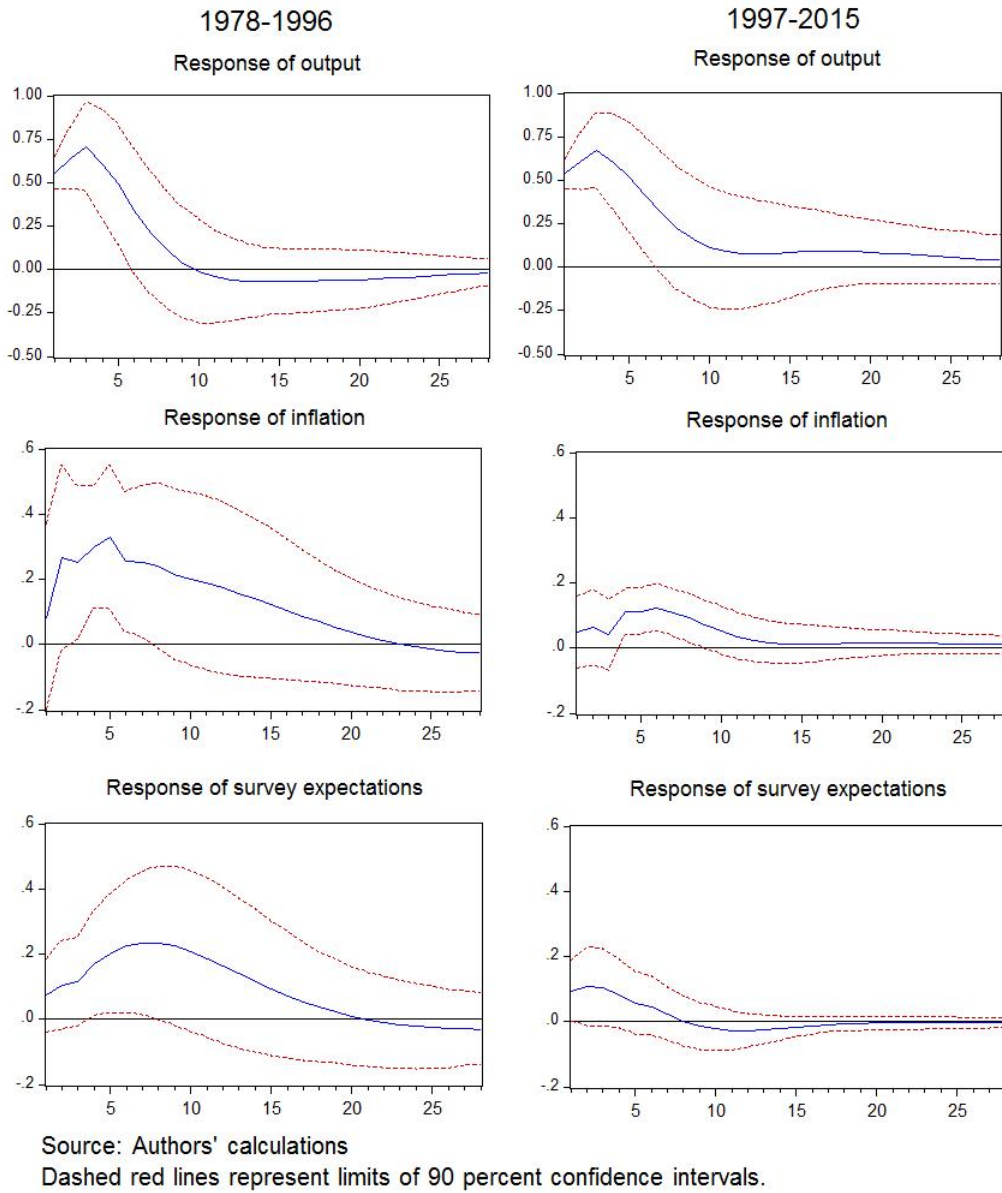 1978-1996
1997-2015
Response of output
Response of output
1.00
0.75
0.50
0.25
0.00
-0.25
-0.50
5 10 15 20 25
1.00
0.75
0.50
0.25
0.00
-0.25
-0.50
5 10 15 20 25
Response of inflation
Response of inflation
.6
.4
.2
.0
-.2
5 10 15 20 25
.6
.4
.2
.0
-.2
5 10 15 20 25
Response of survey expectations
Response of survey expectations
.6
.4
.2
.0
-.2
5 10 15 20 25
.6
.4
.2
.0
-.2
5 10 15 20 25
Source: Authors' calculations
Dashed red lines represent limits of 90 percent confidence intervals.